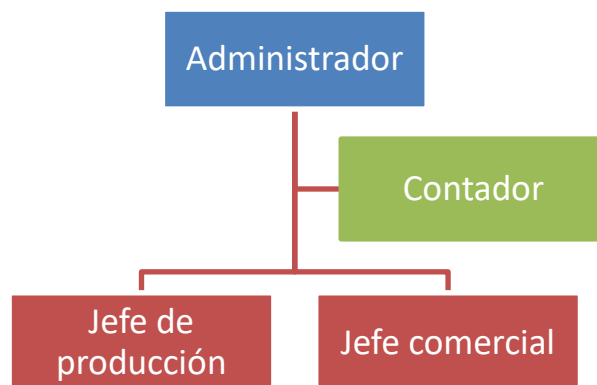 Administrador
Contador
Jefe de
producción
Jefe comercial